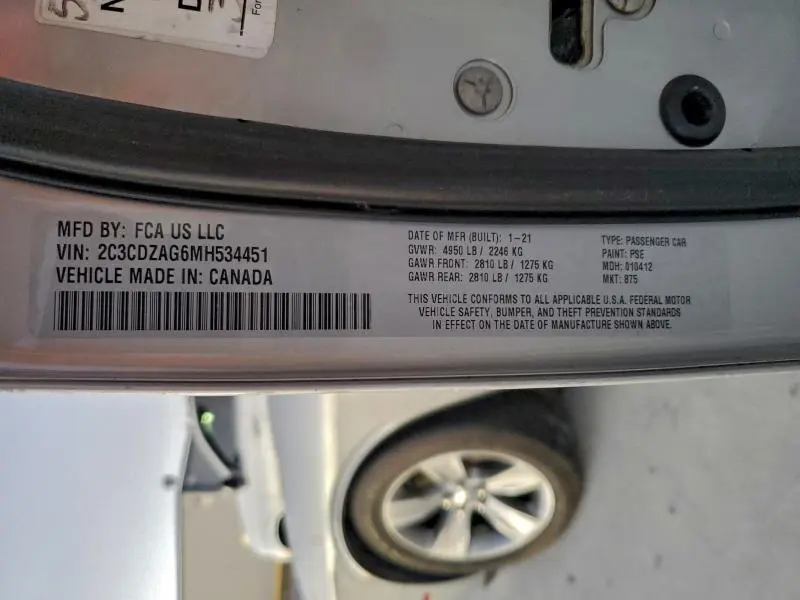 5
N
D
For
MFD BY: FCA US LLC
VIN: 2C3CDZAG6MH534451
VEHICLE MADE IN: CANADA
DATE OF MFR (BUILT): 1-21
GVWR: 4950 LB / 2246 KG
GAWR FRONT: 2810 LB / 1275 KG
GAWR REAR: 2810 LB / 1275 KG
TYPE: PASSENGER CAR
PAINT: PSE
MDH: 010412
MKT: 875
THIS VEHICLE CONFORMS TO ALL APPLICABLE U.S.A. FEDERAL MOTOR
VEHICLE SAFETY, BUMPER, AND THEFT PREVENTION STANDARDS
IN EFFECT ON THE DATE OF MANUFACTURE SHOWN ABOVE.